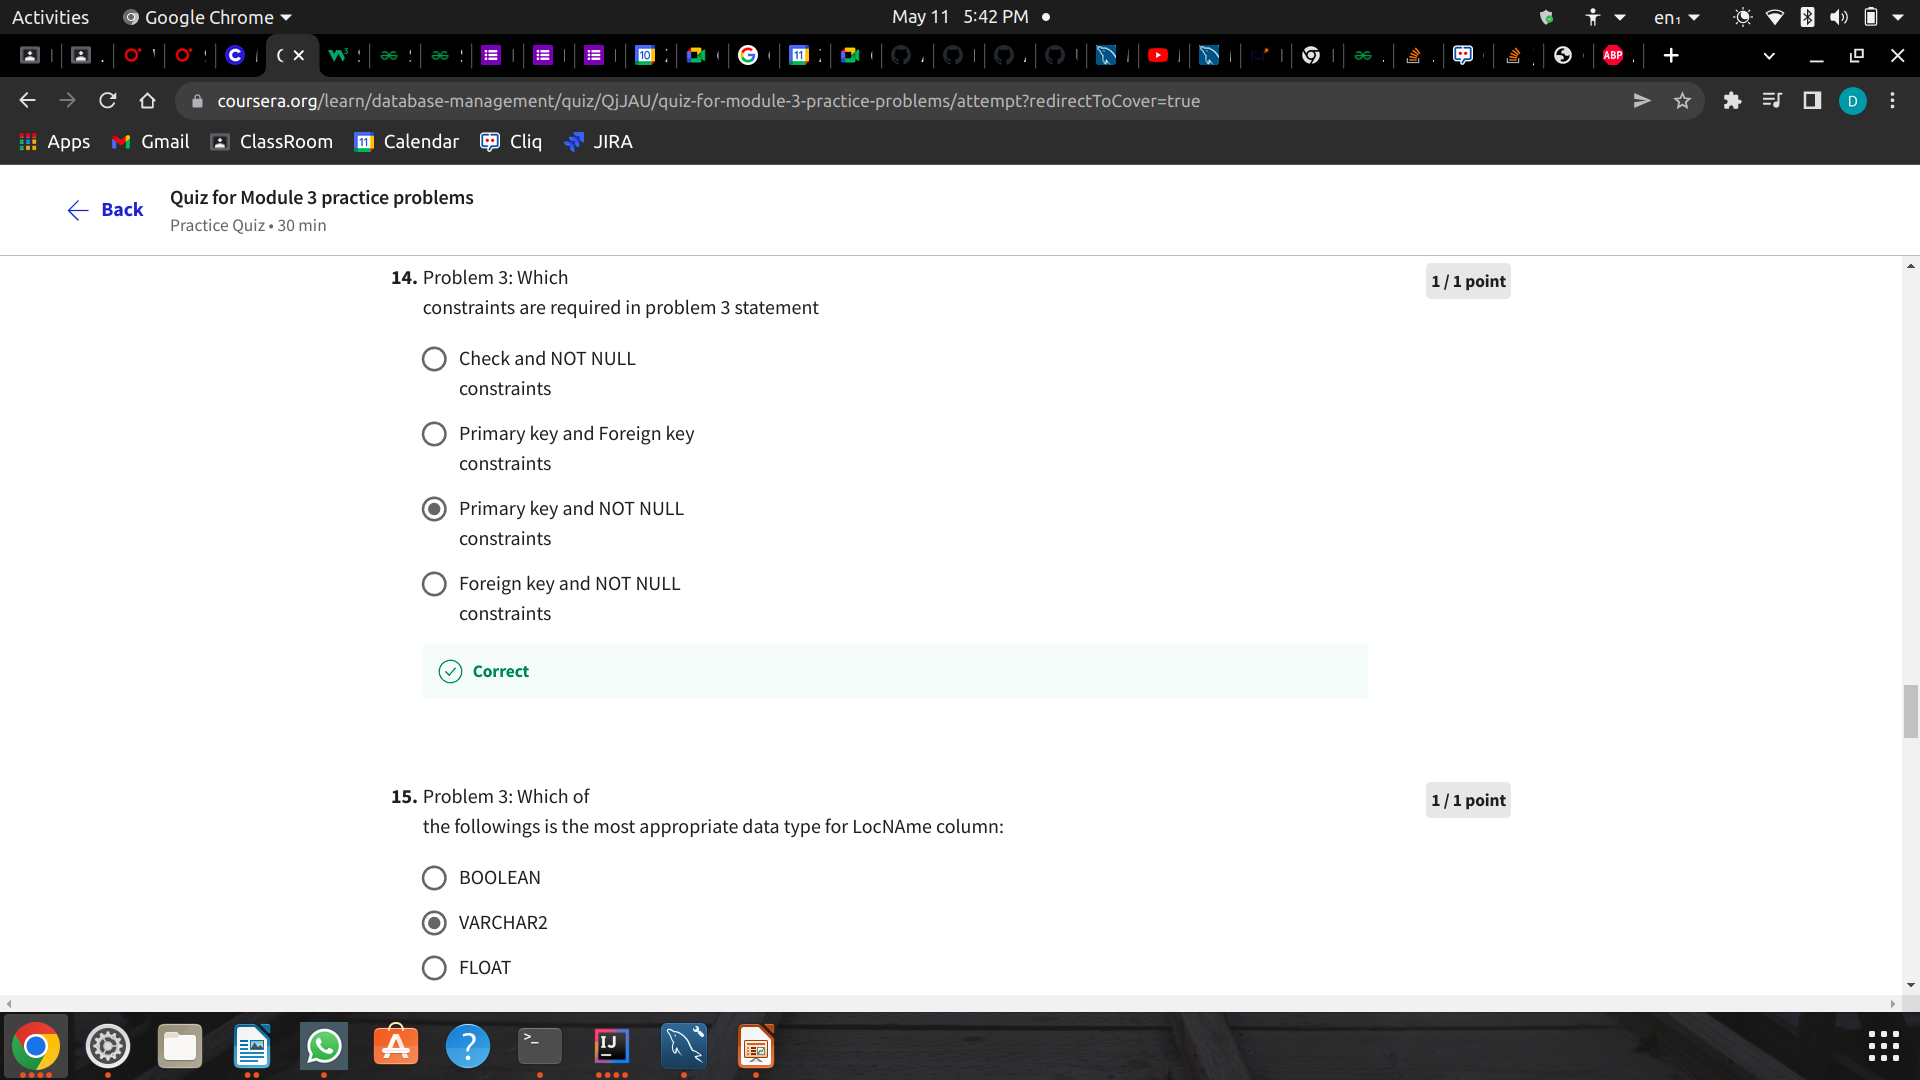 Activities
Google Chrome
May 11 5:42 PM
en₁
coursera.org/learn/database-management/quiz/QjJAU/quiz-for-module-3-practice-problems/attempt?redirectToCover=true
D
Apps
Gmail
ClassRoom
Calendar
Cliq
JIRA
Back
Quiz for Module 3 practice problems
Practice Quiz • 30 min
14. Problem 3: Which
constraints are required in problem 3 statement
1 / 1 point
Check and NOT NULL
constraints
Primary key and Foreign key
constraints
Primary key and NOT NULL
constraints
Foreign key and NOT NULL
constraints
Correct
15. Problem 3: Which of
the followings is the most appropriate data type for LocNAme column:
1 / 1 point
BOOLEAN
VARCHAR2
FLOAT